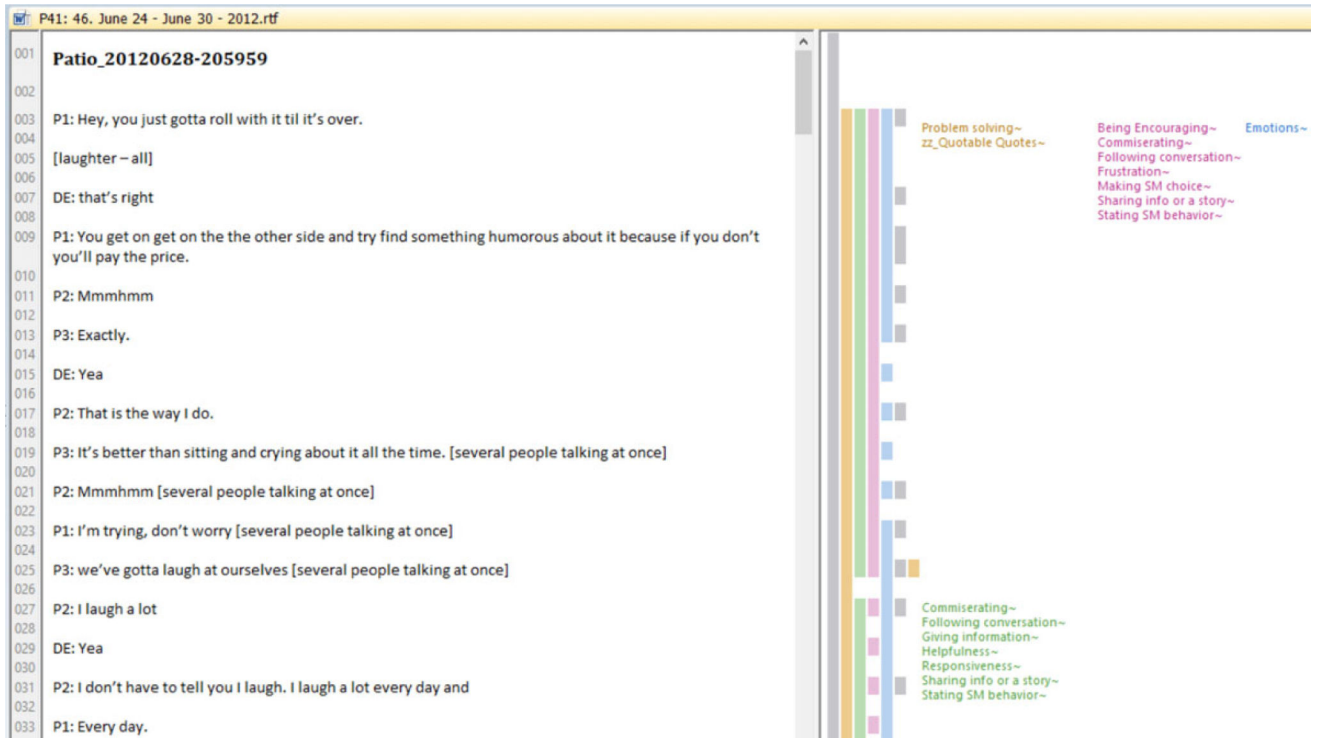 P41: 46. June 24 - June 30 - 2012.rtf
001
Patio_20120628-205959
002
003
P1: Hey, you just gotta roll with it til it's over.
004
005
[laughter – all]
006
007
DE: that's right
008
009
P1: You get on get on the the other side and try find something humorous about it because if you don't
you'll pay the price.
010
011
P2: Mmmhmm
012
013
P3: Exactly.
014
015
DE: Yea
016
017
P2: That is the way I do.
018
019
P3: It's better than sitting and crying about it all the time. [several people talking at once]
020
021
P2: Mmmhmm [several people talking at once]
022
023
P1: I'm trying, don't worry [several people talking at once]
024
025
P3: we've gotta laugh at ourselves [several people talking at once]
026
027
P2: I laugh a lot
028
029
DE: Yea
030
031
P2: I don't have to tell you I laugh. I laugh a lot every day and
032
033
P1: Every day.
Problem solving~
zz_Quotable Quotes~
Being Encouraging~
Commiserating~
Following conversation~
Frustration~
Making SM choice~
Sharing info or a story~
Stating SM behavior~
Emotions~
Commiserating~
Following conversation~
Giving information~
Helpfulness~
Responsiveness~
Sharing info or a story~
Stating SM behavior~